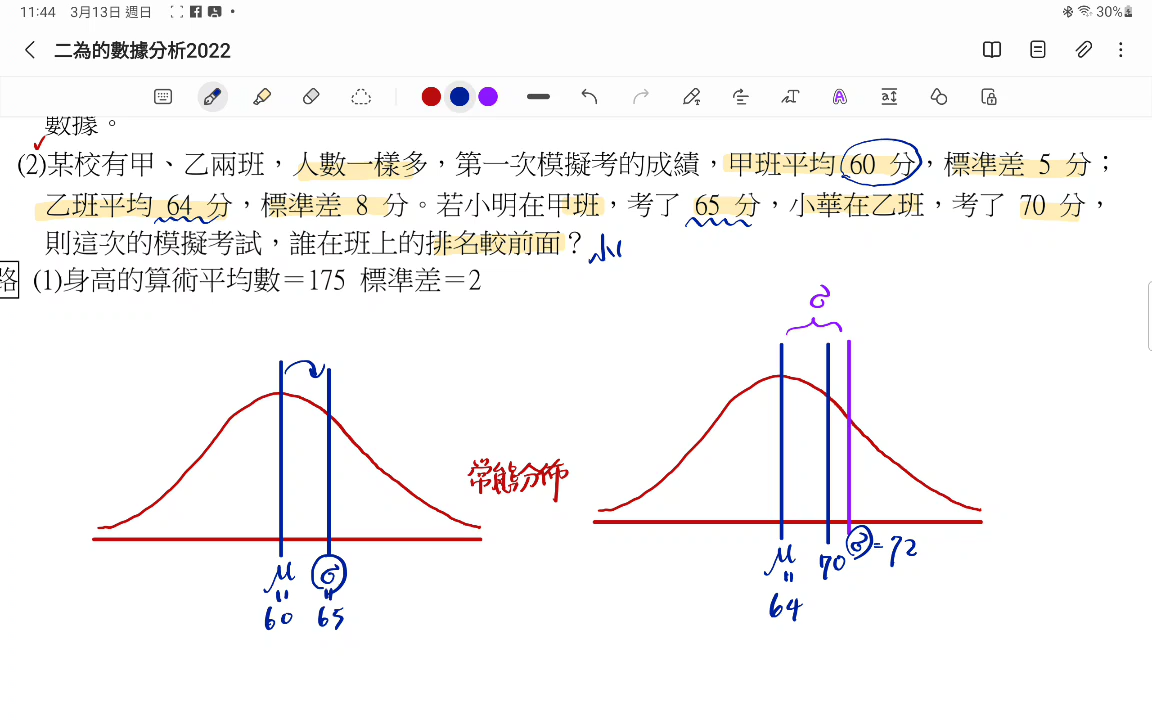 11:44 3月13日 週日
30%
二為的數據分析2022
數據。
(2)某校有甲、乙兩班，人數一樣多，第一次模擬考的成績，甲班平均 60 分，標準差 5 分；
乙班平均 64 分，標準差 8 分。若小明在甲班，考了 65 分，小華在乙班，考了 70 分，
則這次的模擬考試，誰在班上的排名較前面？小
路 (1)身高的算術平均數＝175 標準差＝2
σ
常態分佈
μ σ
60 65
μ 70 σ = 72
64